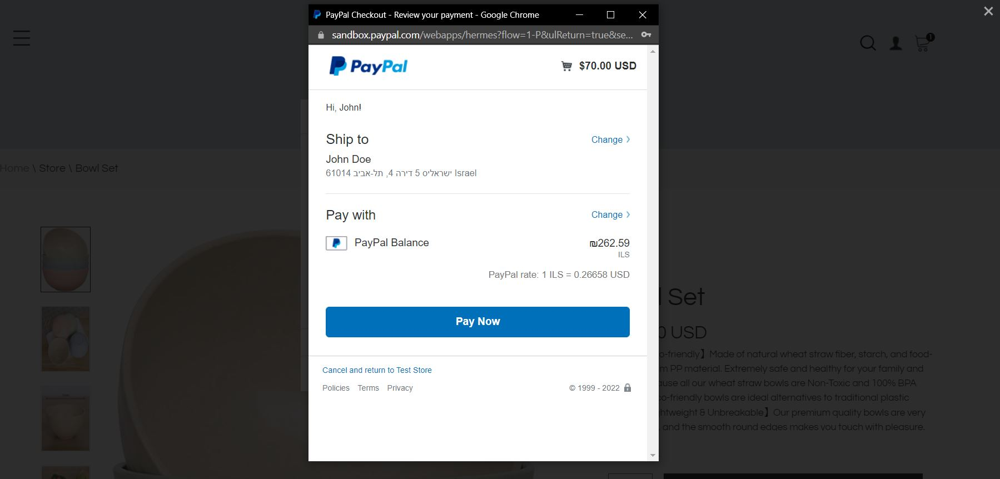 PayPal Checkout - Review your payment - Google Chrome
sandbox.paypal.com/webapps/hermes?flow=1-P&ulReturn=true&se...
1
PayPal
$70.00 USD
Hi, John!
Ship to
Change
John Doe
ישראליס 5 דירה 4, תל-אביב 61014 Israel
Pay with
Change
PayPal Balance
₪262.59
ILS
PayPal rate: 1 ILS = 0.26658 USD
Pay Now
Cancel and return to Test Store
Policies Terms Privacy
© 1999 - 2022
Home \ Store \ Bowl Set
Set
USD
o-friendly】Made of natural wheat straw fiber, starch, and food-
m PP material. Extremely safe and healthy for your family and
ause all our wheat straw bowls are Non-Toxic and 100% BPA
co-friendly bowls are ideal alternatives to traditional plastic
htweight & Unbreakable】Our premium quality bowls are very
. and the smooth round edges makes you touch with pleasure.